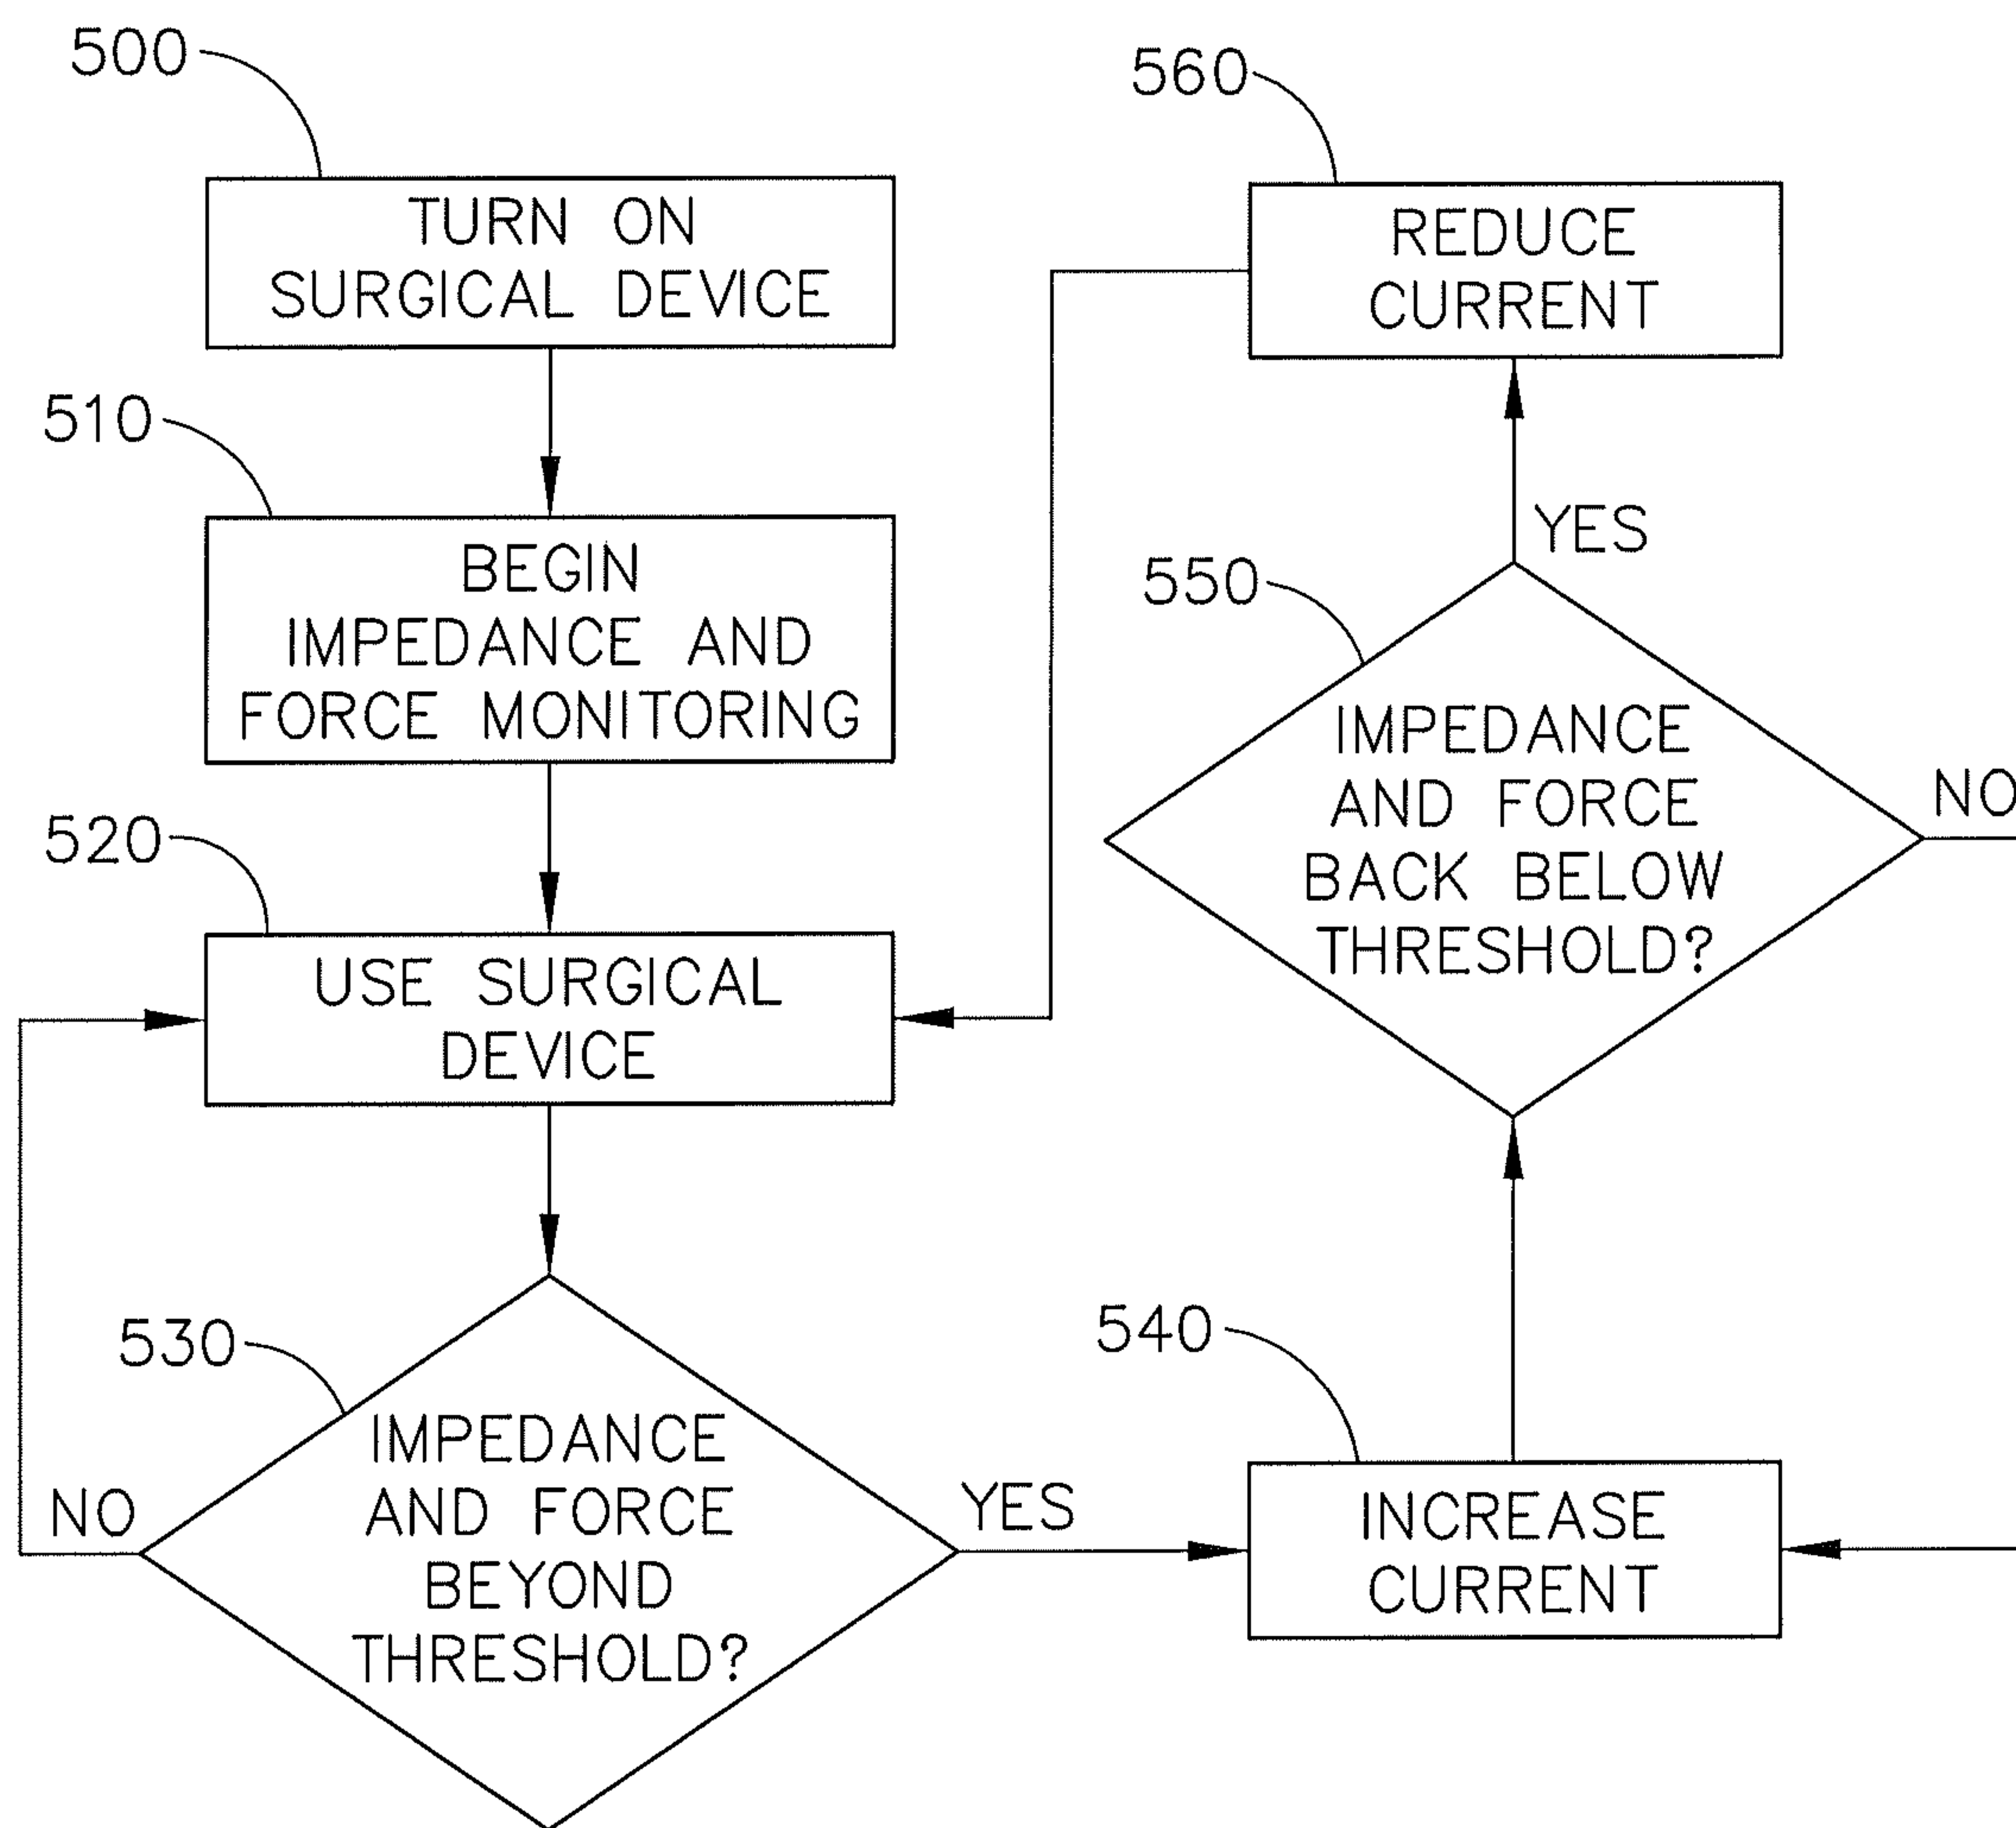 500
TURN ON
SURGICAL DEVICE
510
BEGIN
IMPEDANCE AND
FORCE MONITORING
520
USE SURGICAL
DEVICE
530
IMPEDANCE
AND FORCE
BEYOND
THRESHOLD?
NO
YES
540
INCREASE
CURRENT
550
IMPEDANCE
AND FORCE
BACK BELOW
THRESHOLD?
NO
YES
560
REDUCE
CURRENT